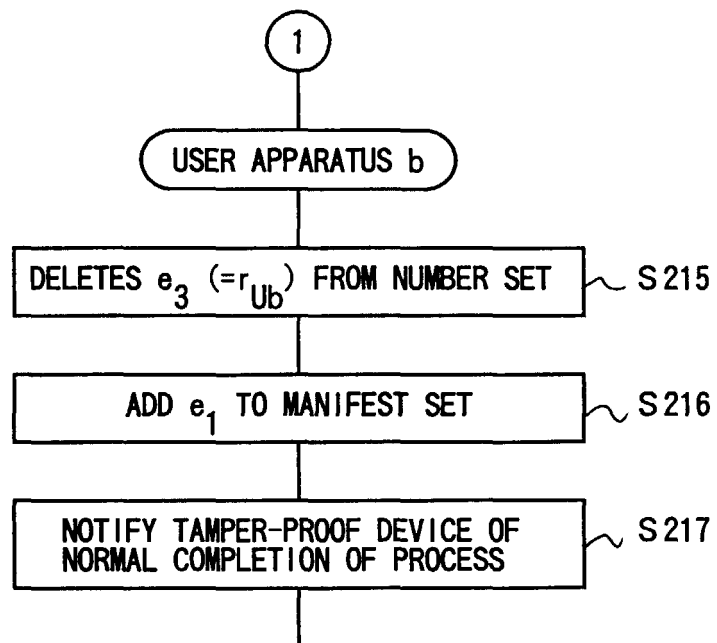 1
USER APPARATUS b
DELETES e3 (=rUb) FROM NUMBER SET
S215
ADD e1 TO MANIFEST SET
S216
NOTIFY TAMPER-PROOF DEVICE OF
NORMAL COMPLETION OF PROCESS
S217